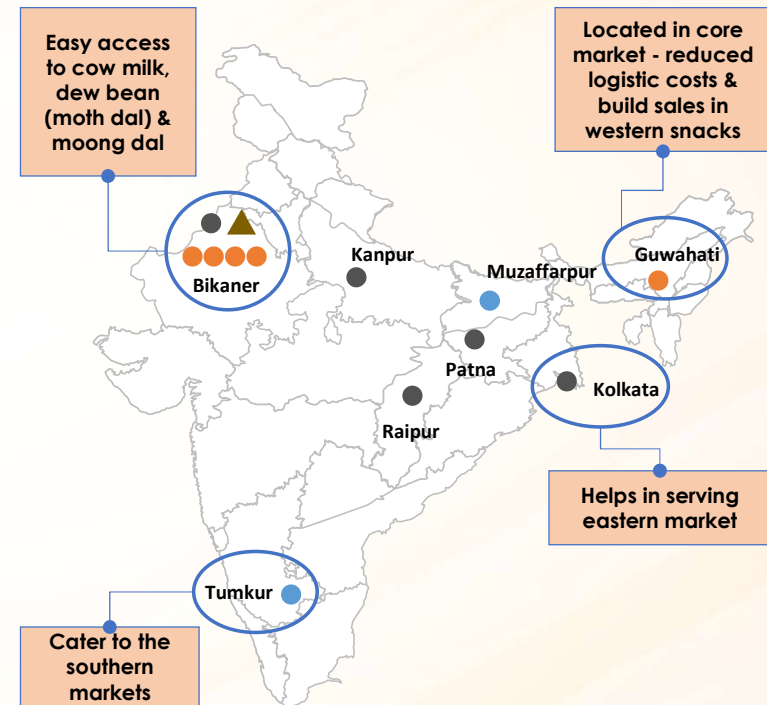 Easy access
to cow milk,
dew bean
(moth dal) &
moong dal
Located in core
market - reduced
logistic costs &
build sales in
western snacks
Bikaner
Kanpur
Muzaffarpur
Guwahati
Patna
Kolkata
Raipur
Helps in serving
eastern market
Tumkur
Cater to the
southern
markets